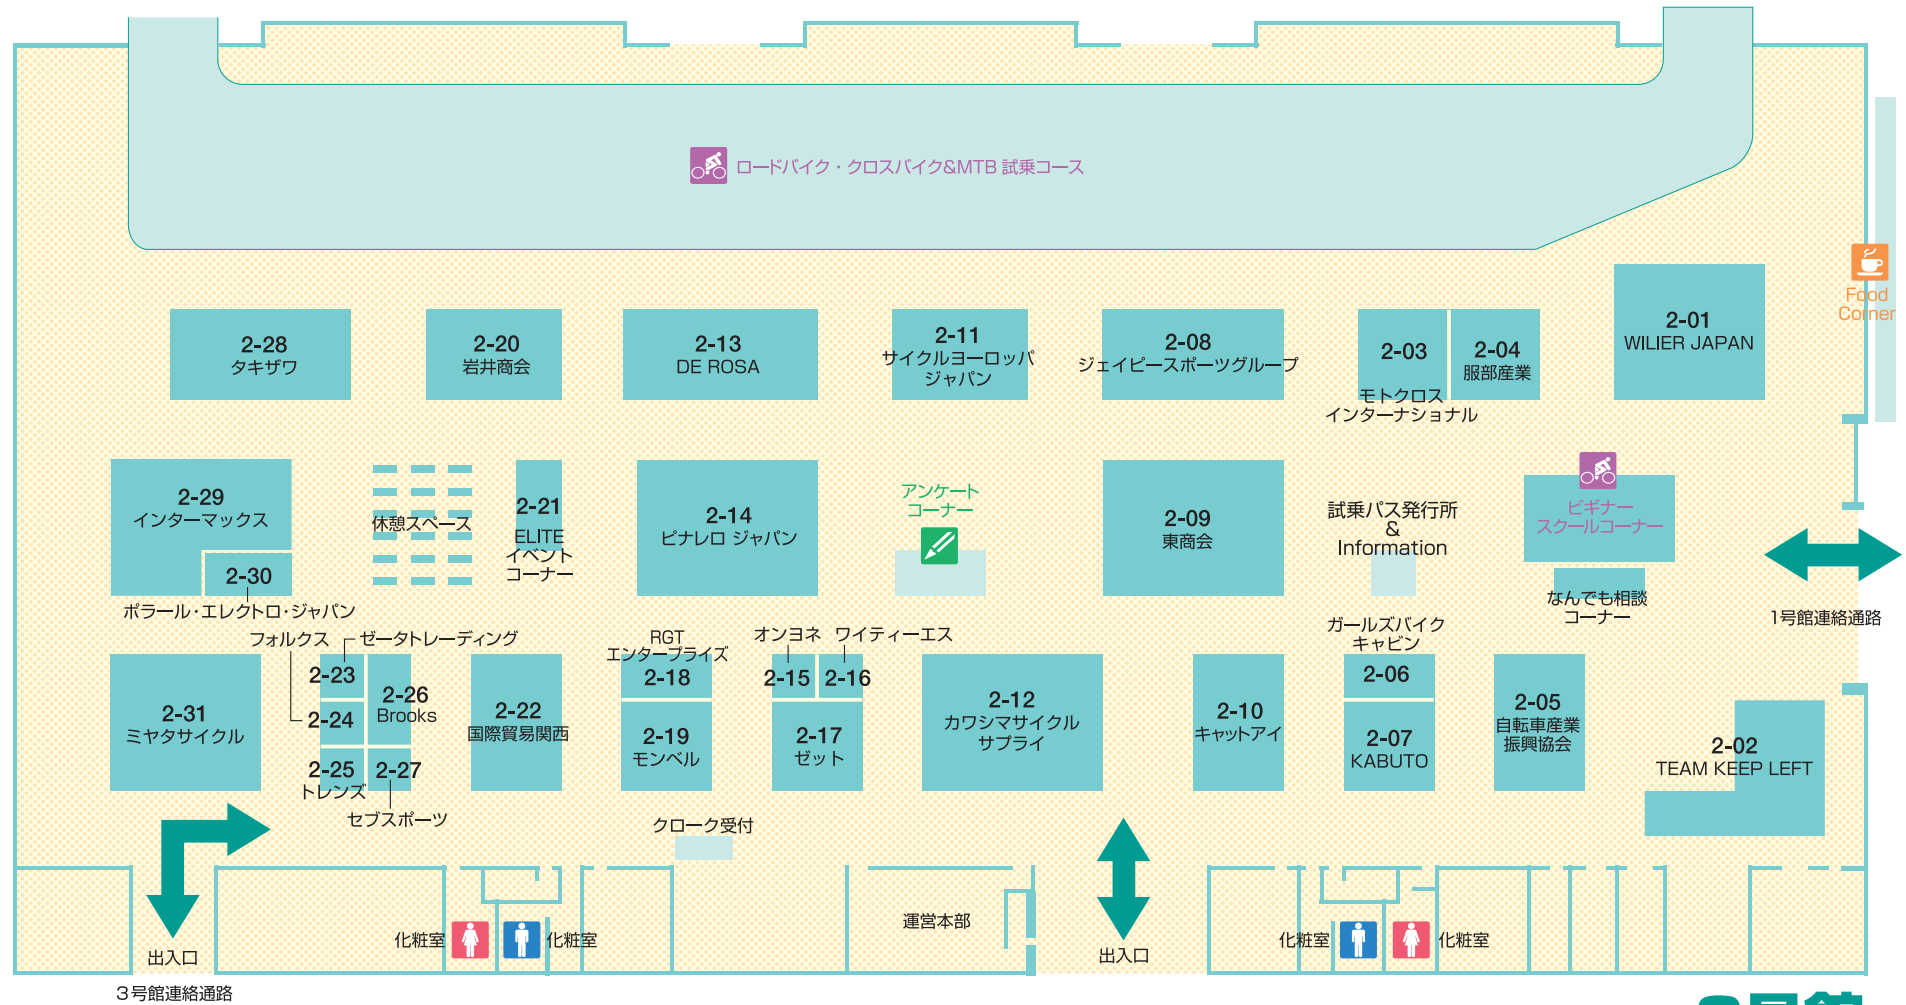 ロードバイク・クロスバイク&MTB 試乗コース
Food
Corner
2-28
タキザワ
2-20
岩井商会
2-13
DE ROSA
2-11
サイクルヨーロッパ
ジャパン
2-08
ジェイピースポーツグループ
2-03
モトクロス
インターナショナル
2-04
服部産業
2-01
WILIER JAPAN
2-29
インターマックス
2-30
ポラール・エレクトロ・ジャパン
休憩スペース
2-21
ELITE
イベント
コーナー
2-14
ピナレロ ジャパン
アンケート
コーナー
2-09
東商会
試乗パス発行所
&
Information
ビギナー
スクールコーナー
なんでも相談
コーナー
1号館連絡通路
2-31
ミヤタサイクル
フォルクス
ゼータトレーディング
2-23
2-24
2-25
トレンズ
2-26
Brooks
2-27
セブスポーツ
2-22
国際貿易関西
RGT
エンタープライズ
2-18
2-19
モンベル
オンヨネ
ワイティーエス
2-15
2-16
2-17
ゼット
2-12
カワシマサイクル
サプライ
2-10
キャットアイ
ガールズバイク
キャビン
2-06
2-07
KABUTO
2-05
自転車産業
振興協会
2-02
TEAM KEEP LEFT
クローク受付
運営本部
化粧室
化粧室
化粧室
化粧室
出入口
出入口
3号館連絡通路